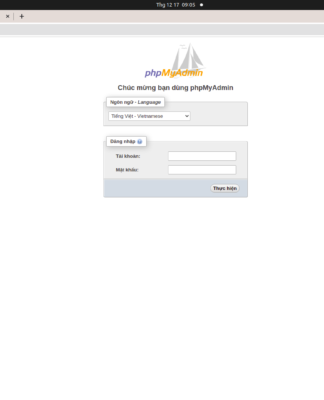 Thg 12 17 09:05
phpMyAdmin
Chúc mừng bạn dùng phpMyAdmin
Ngôn ngữ - Language
Tiếng Việt - Vietnamese
Đăng nhập
Tài khoản:
Mật khẩu:
Thực hiện